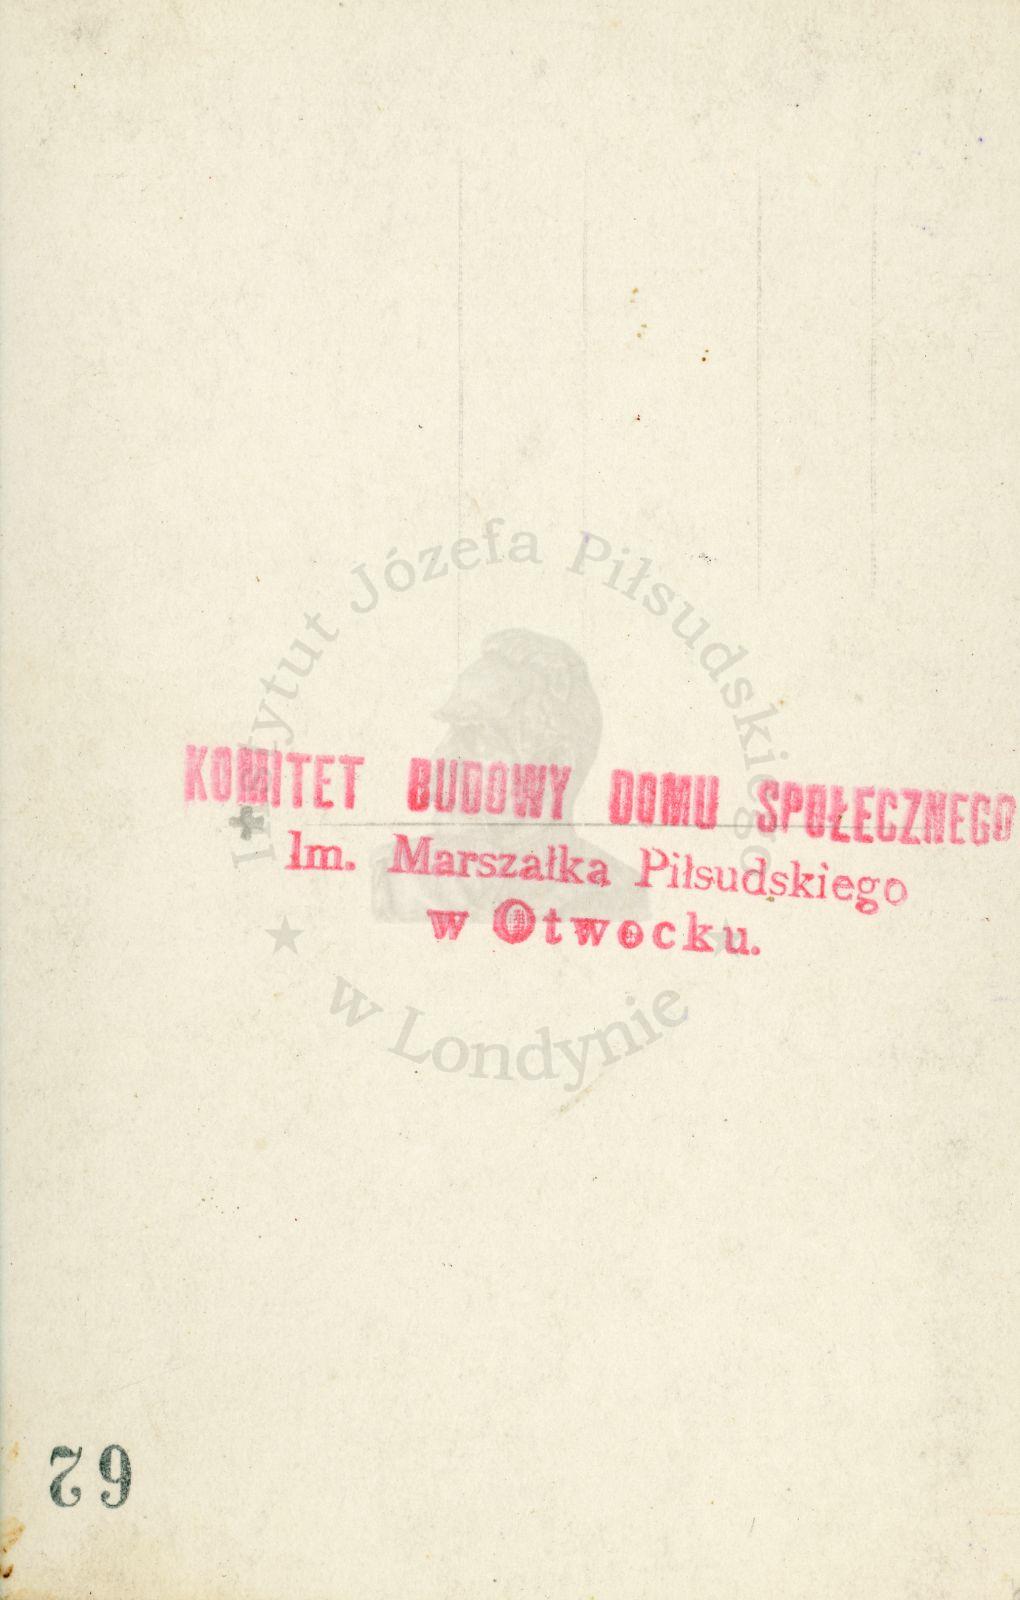 Instytut Józefa Piłsudskiego
KOMITET BUDOWY DOMU SPOŁECZNEGO
Im. Marszałka Piłsudskiego
w Otwocku.
w Londynie
62